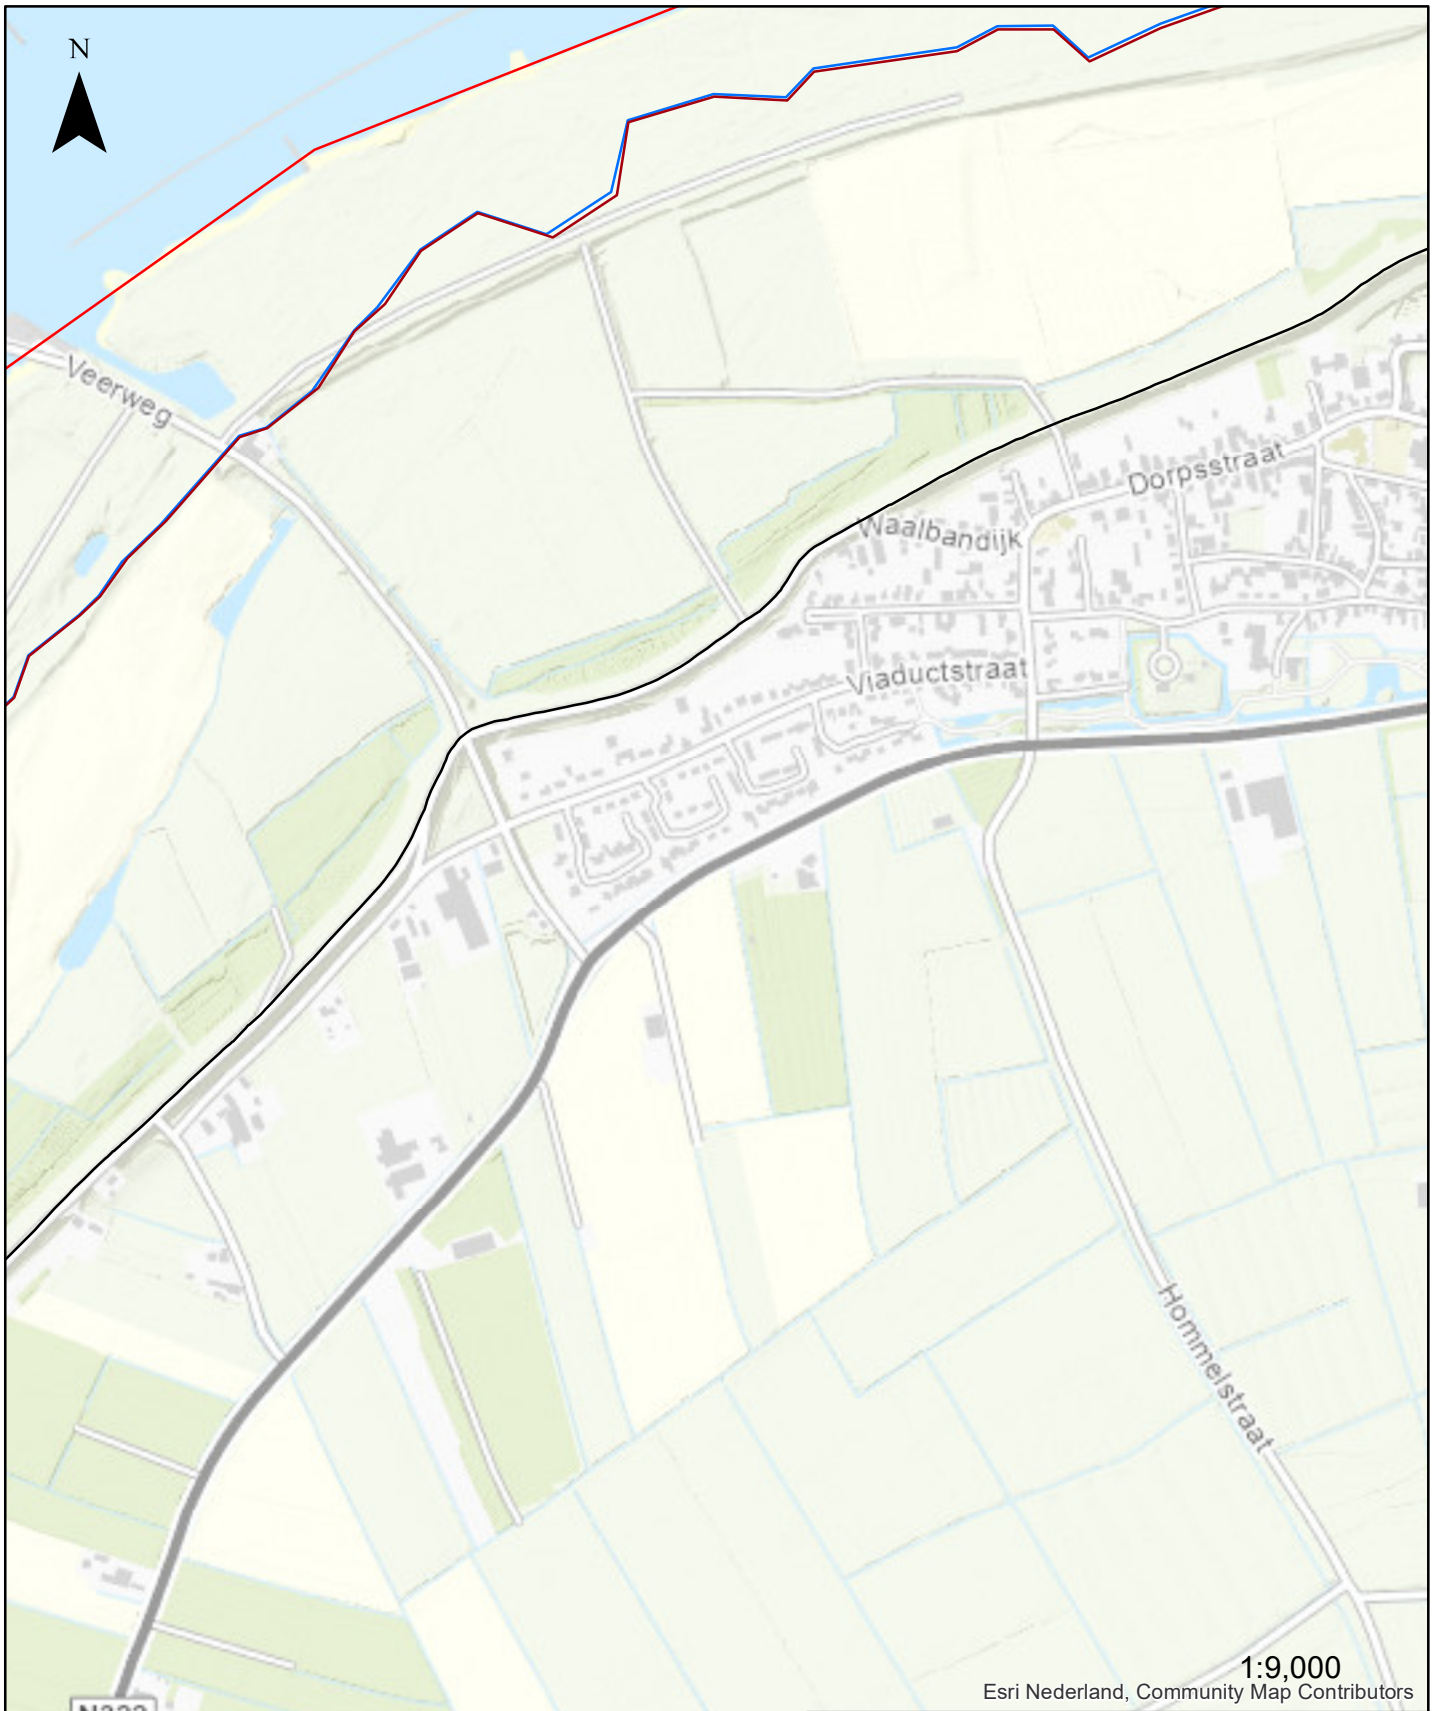 N
Veerweg
Dorpsstraat
Waalbandijk
Viaductstraat
Hommelstraat
1:9,000
Esri Nederland, Community Map Contributors